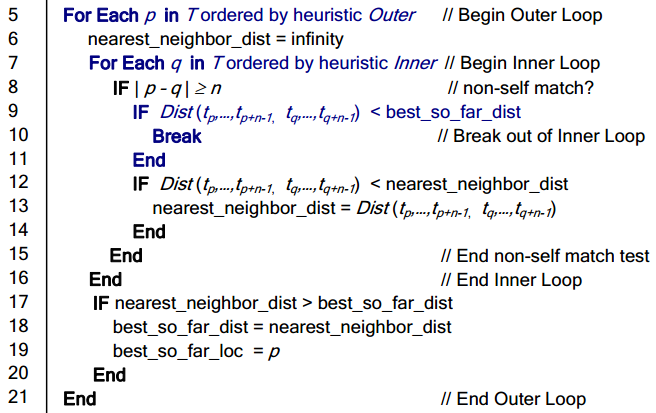 5 For Each p in T ordered by heuristic Outer // Begin Outer Loop
6 nearest_neighbor_dist = infinity
7 For Each q in T ordered by heuristic Inner // Begin Inner Loop
8 IF | p - q | ≥ n // non-self match?
9 IF Dist (tp,...,tp+n-1, tq,...,tq+n-1) < best_so_far_dist
10 Break // Break out of Inner Loop
11 End
12 IF Dist (tp,...,tp+n-1, tq,...,tq+n-1) < nearest_neighbor_dist
13 nearest_neighbor_dist = Dist (tp,...,tp+n-1, tq,...,tq+n-1)
14 End
15 End // End non-self match test
16 End // End Inner Loop
17 IF nearest_neighbor_dist > best_so_far_dist
18 best_so_far_dist = nearest_neighbor_dist
19 best_so_far_loc = p
20 End
21 End // End Outer Loop